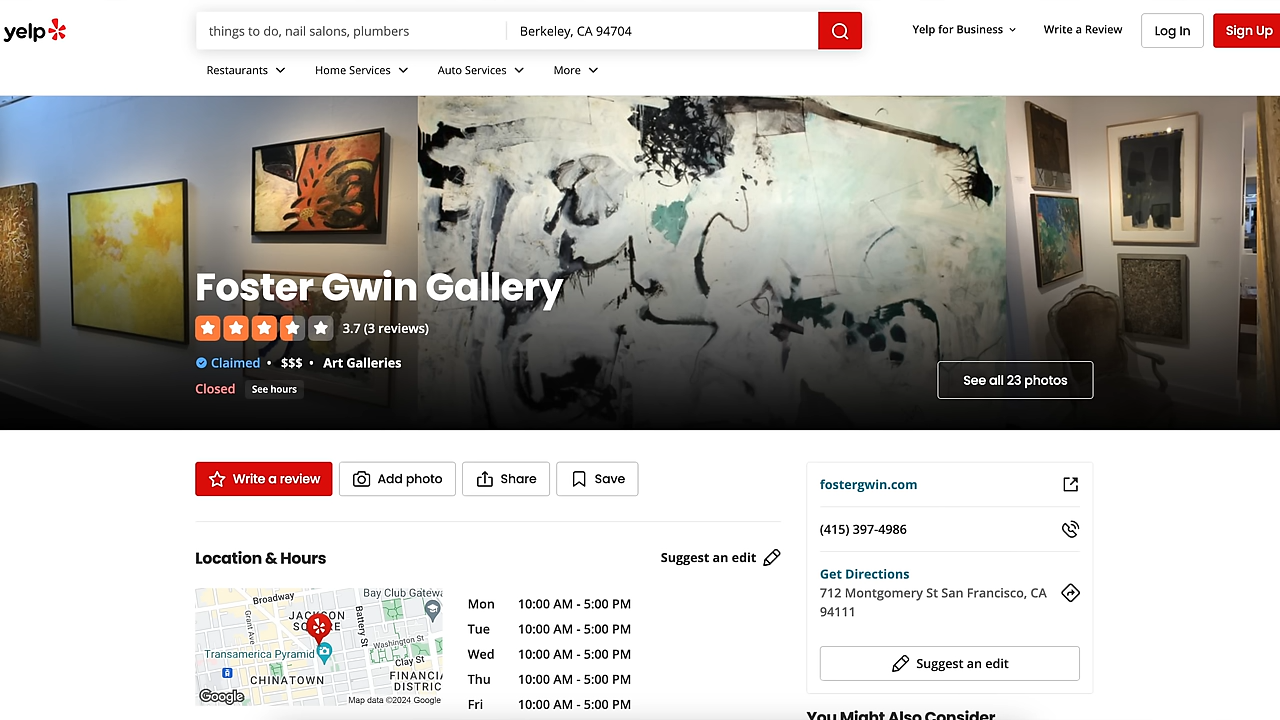 yelp
things to do, nail salons, plumbers
Berkeley, CA 94704
Yelp for Business
Write a Review
Log In
Sign Up
Restaurants
Home Services
Auto Services
More
Foster Gwin Gallery
3.7 (3 reviews)
Claimed • $$$ • Art Galleries
Closed See hours
See all 23 photos
Write a review
Add photo
Share
Save
Location & Hours
Suggest an edit
Broadway
Bay Club Gatewa
Grant Ave
JACKSON
SQUARE
Battery St
Washington St
Transamerica Pyramid
Clay St
CHINATOWN
FINANCIAL
DISTRICT
Google
Map data ©2024 Google
Mon 10:00 AM - 5:00 PM
Tue 10:00 AM - 5:00 PM
Wed 10:00 AM - 5:00 PM
Thu 10:00 AM - 5:00 PM
Fri 10:00 AM - 5:00 PM
fostergwin.com
(415) 397-4986
Get Directions
712 Montgomery St San Francisco, CA
94111
Suggest an edit
You Might Also Consider